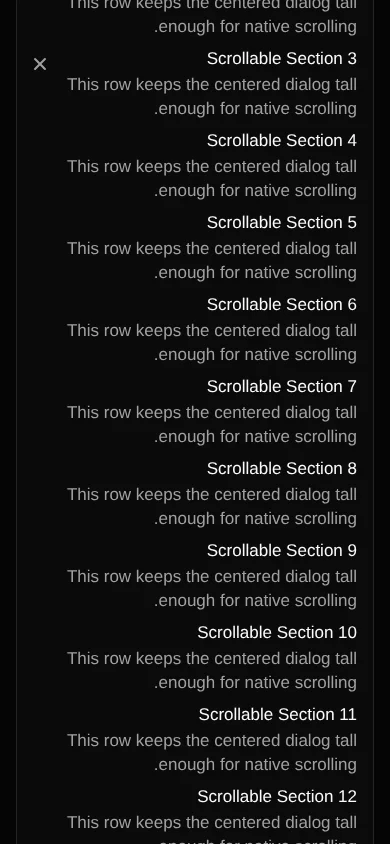 This row keeps the centered dialog tall
.enough for native scrolling
Scrollable Section 3
This row keeps the centered dialog tall
.enough for native scrolling
Scrollable Section 4
This row keeps the centered dialog tall
.enough for native scrolling
Scrollable Section 5
This row keeps the centered dialog tall
.enough for native scrolling
Scrollable Section 6
This row keeps the centered dialog tall
.enough for native scrolling
Scrollable Section 7
This row keeps the centered dialog tall
.enough for native scrolling
Scrollable Section 8
This row keeps the centered dialog tall
.enough for native scrolling
Scrollable Section 9
This row keeps the centered dialog tall
.enough for native scrolling
Scrollable Section 10
This row keeps the centered dialog tall
.enough for native scrolling
Scrollable Section 11
This row keeps the centered dialog tall
.enough for native scrolling
Scrollable Section 12
This row keeps the centered dialog tall